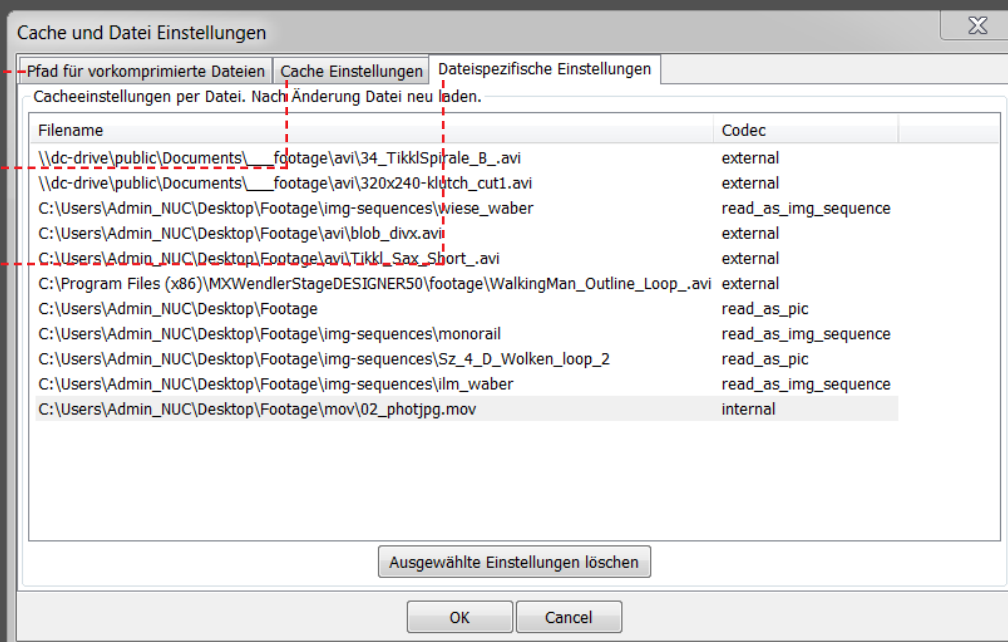 Cache und Datei Einstellungen
Pfad für vorkomprimierte Dateien Cache Einstellungen Dateispezifische Einstellungen
Cacheeinstellungen per Datei. Nach Änderung Datei neu laden.
Filename Codec
\\dc-drive\public\Documents\___footage\avi\34_TikklSpirale_B_.avi external
\\dc-drive\public\Documents\___footage\avi\320x240-klutch_cut1.avi external
C:\Users\Admin_NUC\Desktop\Footage\img-sequences\wiese_waber read_as_img_sequence
C:\Users\Admin_NUC\Desktop\Footage\avi\blob_divx.avi external
C:\Users\Admin_NUC\Desktop\Footage\avi\Tikkl_Sax_Short_.avi external
C:\Program Files (x86)\MXWendlerStageDESIGNER50\footage\WalkingMan_Outline_Loop_.avi external
C:\Users\Admin_NUC\Desktop\Footage read_as_pic
C:\Users\Admin_NUC\Desktop\Footage\img-sequences\monorail read_as_img_sequence
C:\Users\Admin_NUC\Desktop\Footage\img-sequences\Sz_4_D_Wolken_loop_2 read_as_pic
C:\Users\Admin_NUC\Desktop\Footage\img-sequences\ilm_waber read_as_img_sequence
C:\Users\Admin_NUC\Desktop\Footage\mov\02_photjpg.mov internal
Ausgewählte Einstellungen löschen
OK Cancel